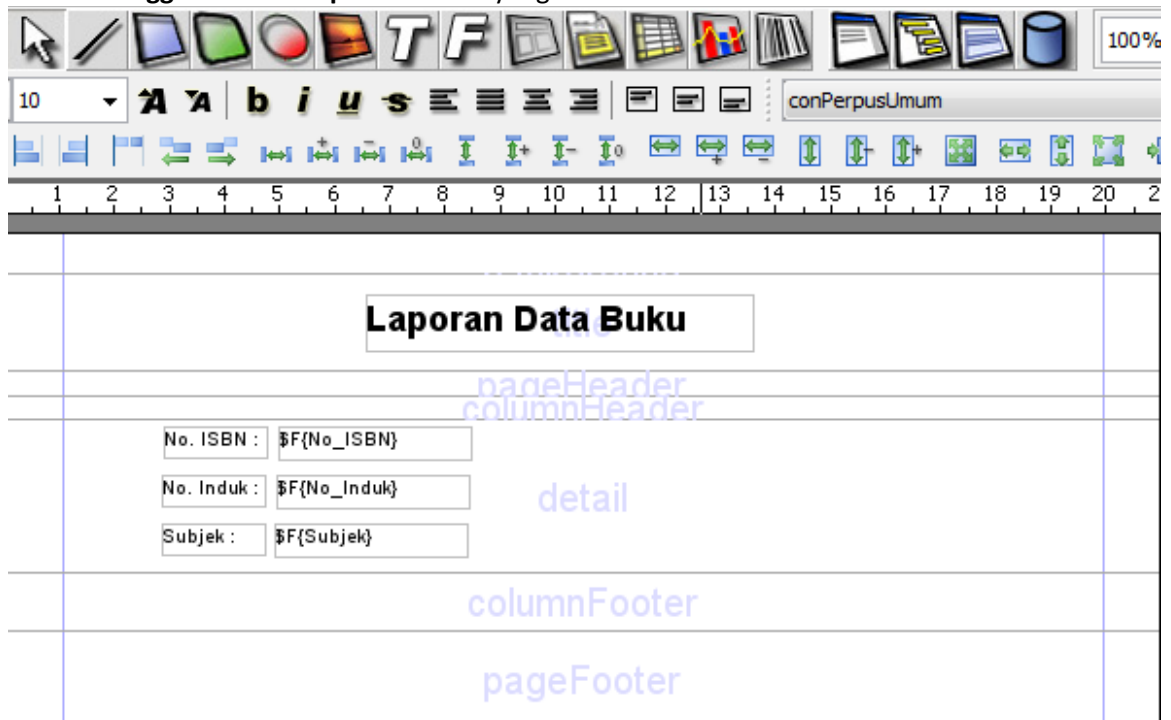 T F 100%
10 A A b i u s conPerpusUmum
1 2 3 4 5 6 7 8 9 10 11 12 13 14 15 16 17 18 19 20 2
Laporan Data Buku
title
pageHeader
columnHeader
No. ISBN : $F{No_ISBN}
No. Induk : $F{No_Induk}
detail
Subjek : $F{Subjek}
columnFooter
pageFooter